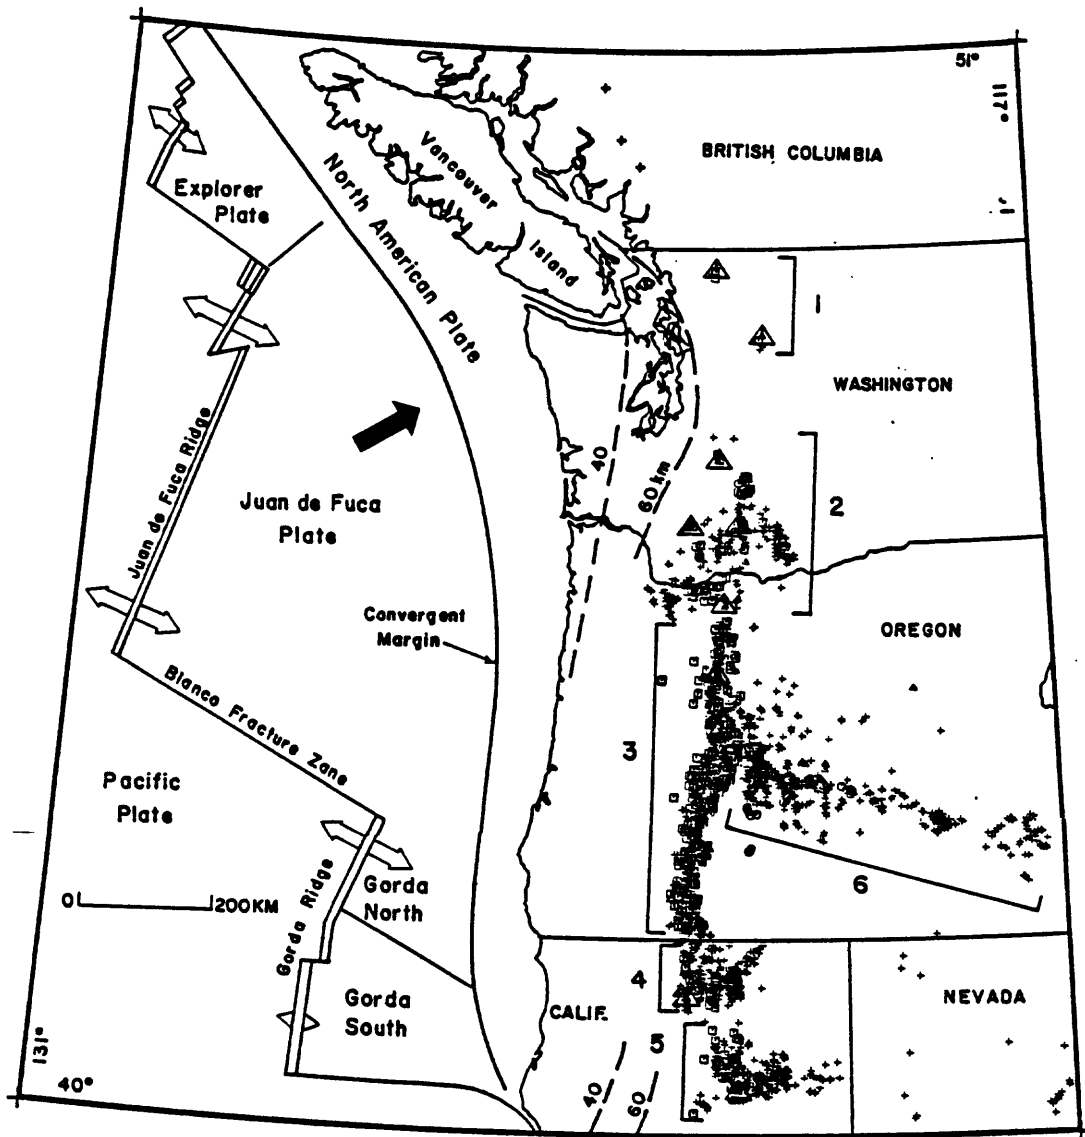 51°
117°
BRITISH COLUMBIA
Vancouver
Island
Explorer
Plate
North American Plate
1
WASHINGTON
40
60 km
2
Juan de Fuca Ridge
Juan de Fuca
Plate
Convergent
Margin
OREGON
Blanco Fracture Zone
3
Pacific
Plate
6
0
200KM
Gorda Ridge
Gorda
North
4
NEVADA
Gorda
South
CALIF.
5
131°
40°
40
60